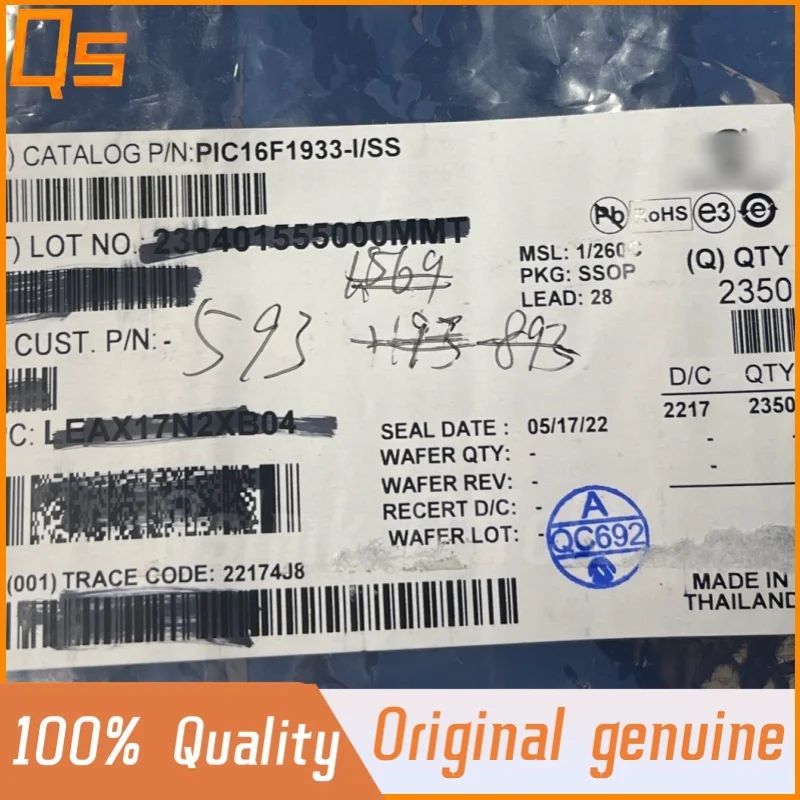 Qs
) CATALOG P/N:PIC16F1933-I/SS
Pb RoHS e3 e
) LOT NO.: 230401555000MMT
MSL: 1/260C
PKG: SSOP
LEAD: 28
(Q) QTY
2350
CUST. P/N:-
593
D/C QTY
2217 2350
-
-
C: LEAX17N2XB04
SEAL DATE : 05/17/22
WAFER QTY: -
WAFER REV: -
RECERT D/C: -
WAFER LOT: -
A
QC692
(001) TRACE CODE: 22174J8
MADE IN
THAILAND
100% Quality
Original genuine